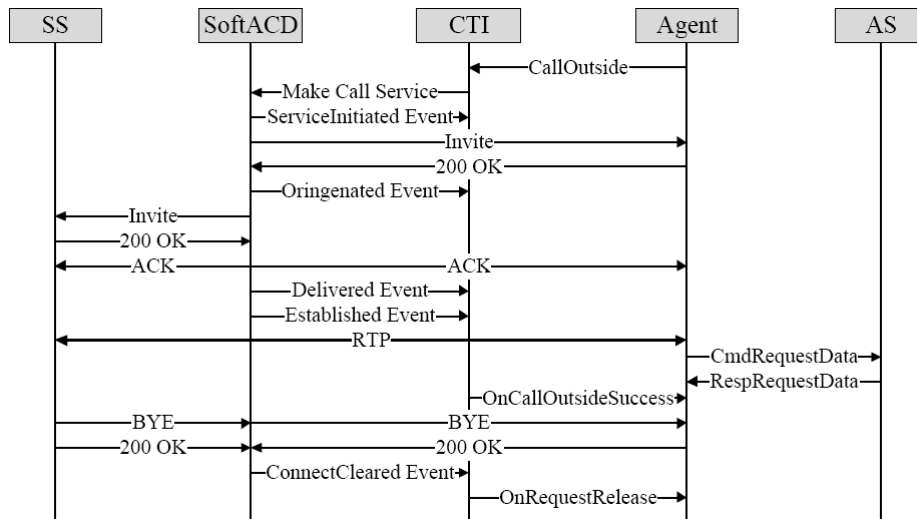 SS SoftACD CTI Agent AS
CallOutside
Make Call Service
ServiceInitiated Event
Invite
200 OK
Oringenated Event
Invite
200 OK
ACK ACK
Delivered Event
Established Event
RTP
CmdRequestData
RespRequestData
OnCallOutsideSuccess
BYE BYE
200 OK 200 OK
ConnectCleared Event
OnRequestRelease